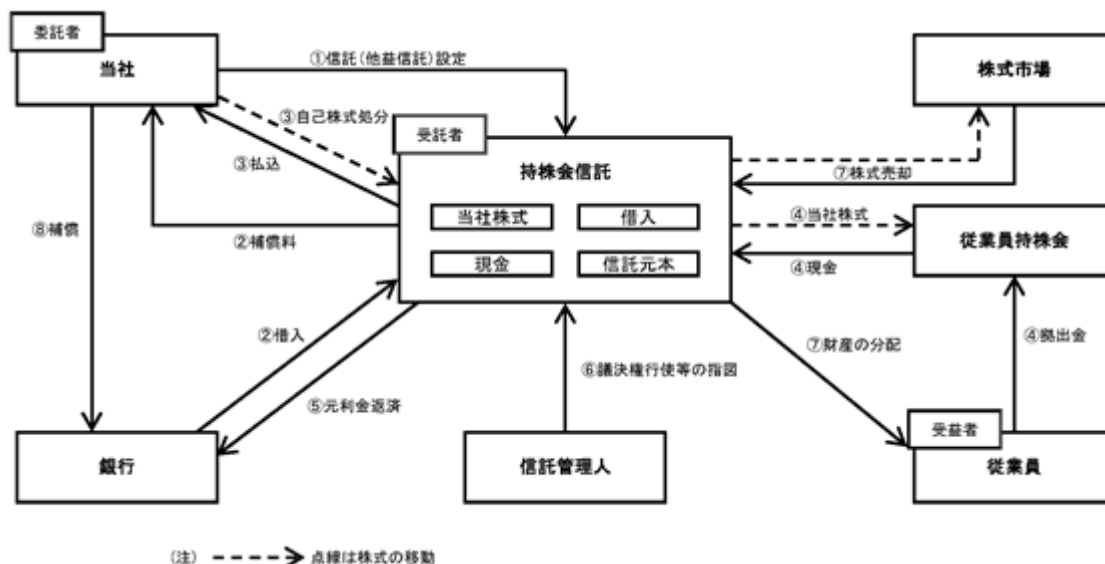 委託者
当社
①信託(他益信託)設定
株式市場
③自己株式処分
受託者
③払込
持株会信託
⑦株式売却
当社株式
借入
④当社株式
⑧補償
②補償料
従業員持株会
現金
信託元本
④現金
②借入
⑦財産の分配
④拠出金
⑥議決権行使等の指図
⑤元利金返済
受益者
銀行
信託管理人
従業員
(注)
点線は株式の移動